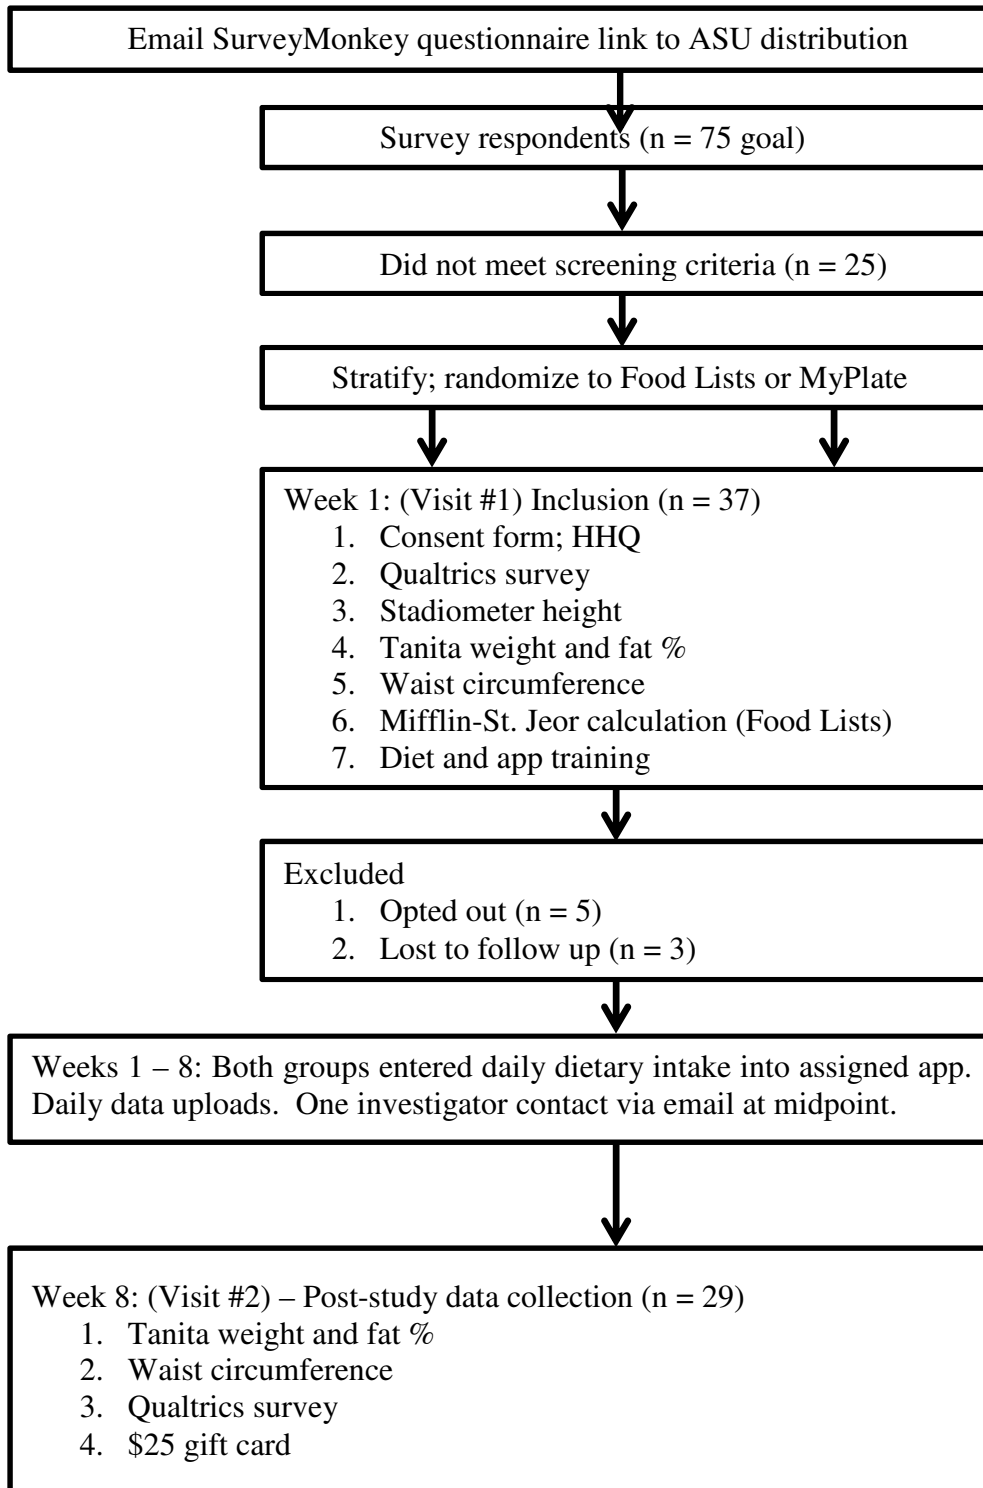 Email SurveyMonkey questionnaire link to ASU distribution
Survey respondents (n = 75 goal)
Did not meet screening criteria (n = 25)
Stratify; randomize to Food Lists or MyPlate
Week 1: (Visit #1) Inclusion (n = 37)
1. Consent form; HHQ
2. Qualtrics survey
3. Stadiometer height
4. Tanita weight and fat %
5. Waist circumference
6. Mifflin-St. Jeor calculation (Food Lists)
7. Diet and app training
Excluded
1. Opted out (n = 5)
2. Lost to follow up (n = 3)
Weeks 1 – 8: Both groups entered daily dietary intake into assigned app.
Daily data uploads. One investigator contact via email at midpoint.
Week 8: (Visit #2) – Post-study data collection (n = 29)
1. Tanita weight and fat %
2. Waist circumference
3. Qualtrics survey
4. $25 gift card